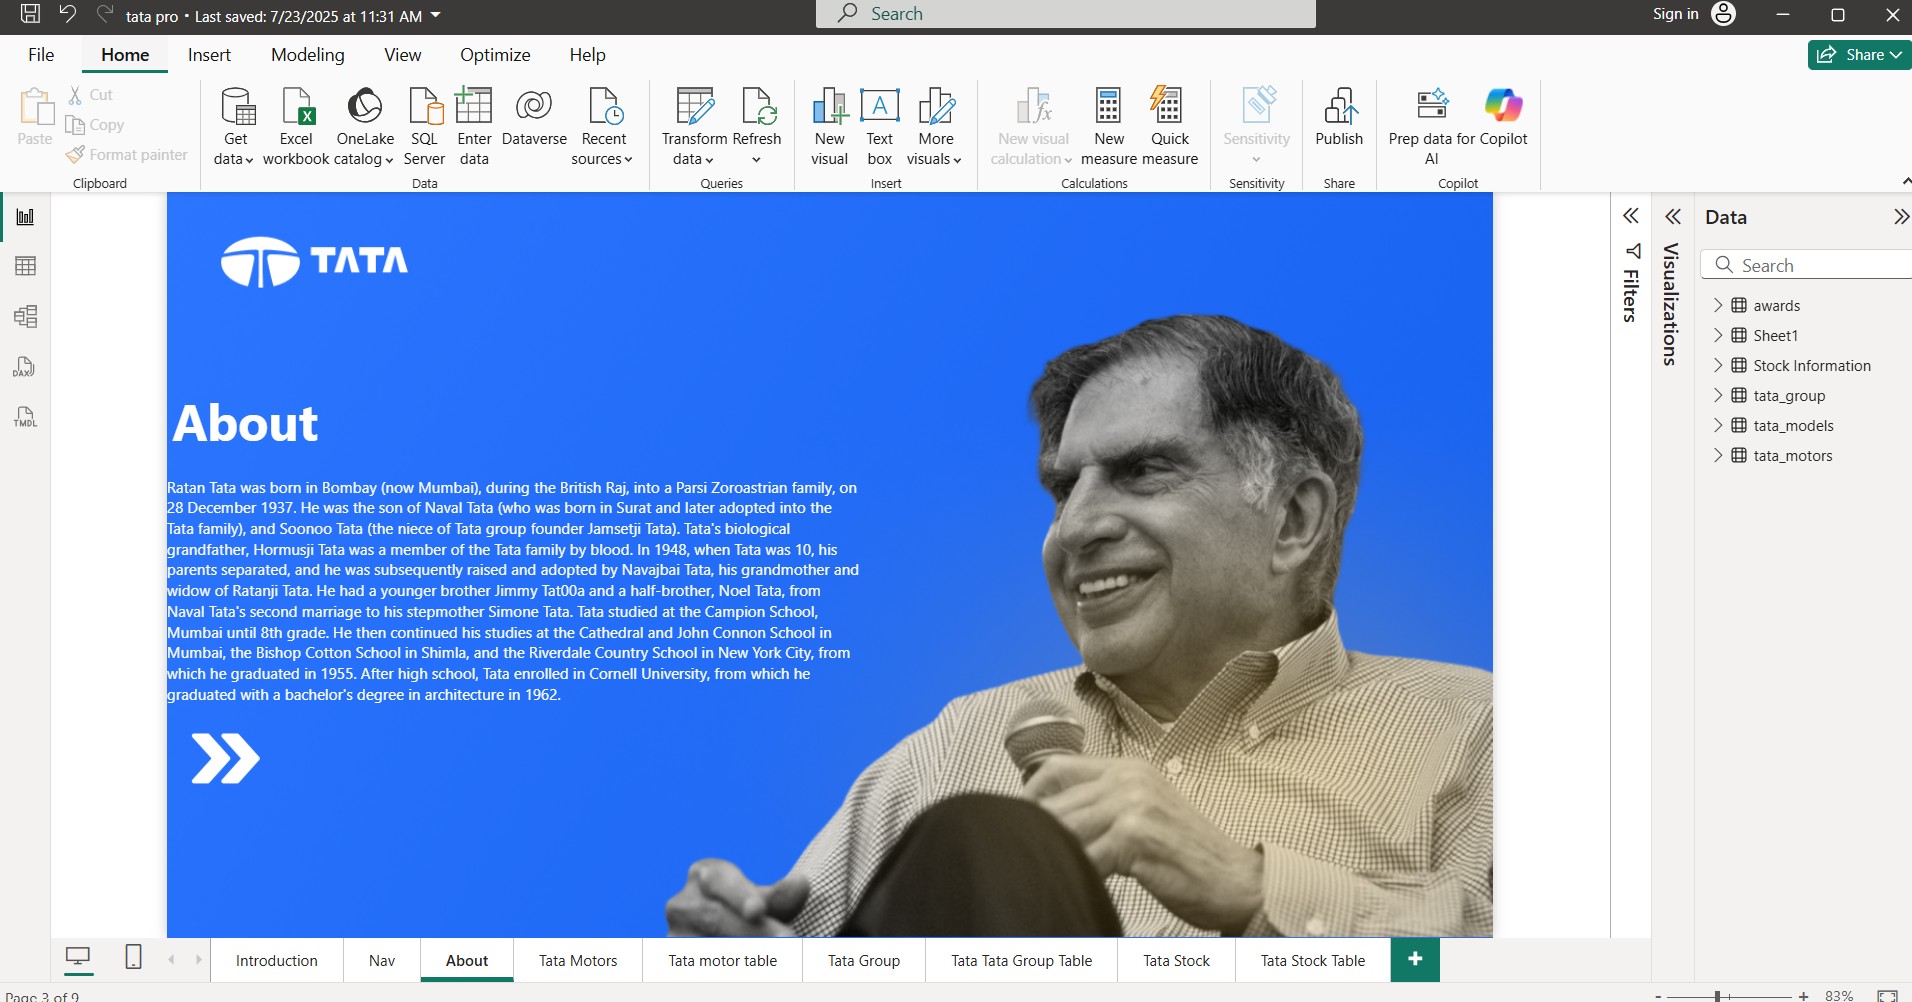 tata pro • Last saved: 7/23/2025 at 11:31 AM
Search
Sign in
File
Home
Insert
Modeling
View
Optimize
Help
Share
Paste
Cut
Copy
Format painter
Clipboard
Get data
Excel workbook
OneLake catalog
SQL Server
Enter data
Dataverse
Recent sources
Data
Transform data
Refresh
Queries
New visual
Text box
More visuals
Insert
New visual calculation
New measure
Quick measure
Calculations
Sensitivity
Sensitivity
Publish
Share
Prep data for AI
Copilot
Copilot
DAX
TMDL
TATA
About
Ratan Tata was born in Bombay (now Mumbai), during the British Raj, into a Parsi Zoroastrian family, on
28 December 1937. He was the son of Naval Tata (who was born in Surat and later adopted into the
Tata family), and Soonoo Tata (the niece of Tata group founder Jamsetji Tata). Tata's biological
grandfather, Hormusji Tata was a member of the Tata family by blood. In 1948, when Tata was 10, his
parents separated, and he was subsequently raised and adopted by Navajbai Tata, his grandmother and
widow of Ratanji Tata. He had a younger brother Jimmy Tat00a and a half-brother, Noel Tata, from
Naval Tata's second marriage to his stepmother Simone Tata. Tata studied at the Campion School,
Mumbai until 8th grade. He then continued his studies at the Cathedral and John Connon School in
Mumbai, the Bishop Cotton School in Shimla, and the Riverdale Country School in New York City, from
which he graduated in 1955. After high school, Tata enrolled in Cornell University, from which he
graduated with a bachelor's degree in architecture in 1962.
Filters
Visualizations
Data
Search
awards
Sheet1
Stock Information
tata_group
tata_models
tata_motors
Introduction
Nav
About
Tata Motors
Tata motor table
Tata Group
Tata Tata Group Table
Tata Stock
Tata Stock Table
+
Page 3 of 9
- + 83%